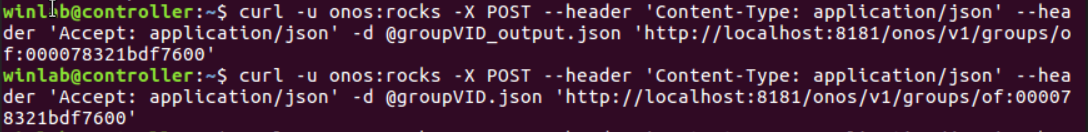 winlab@controller:~$ curl -u onos:rocks -X POST --header 'Content-Type: application/json' --hea
der 'Accept: application/json' -d @groupVID_output.json 'http://localhost:8181/onos/v1/groups/o
f:000078321bdf7600'
winlab@controller:~$ curl -u onos:rocks -X POST --header 'Content-Type: application/json' --hea
der 'Accept: application/json' -d @groupVID.json 'http://localhost:8181/onos/v1/groups/of:00007
8321bdf7600'